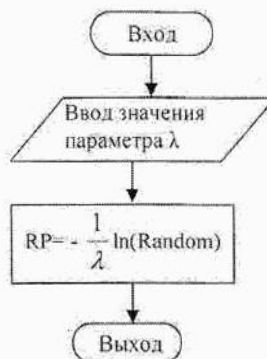 Вход
Ввод значения
параметра λ
RP= - 1/λ ln(Random)
Выход